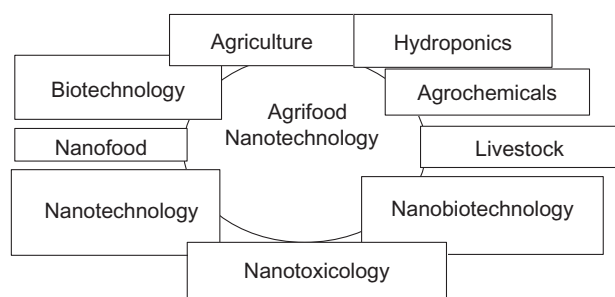 Agriculture
Hydroponics
Biotechnology
Agrochemicals
Agrifood
Nanotechnology
Nanofood
Livestock
Nanotechnology
Nanobiotechnology
Nanotoxicology